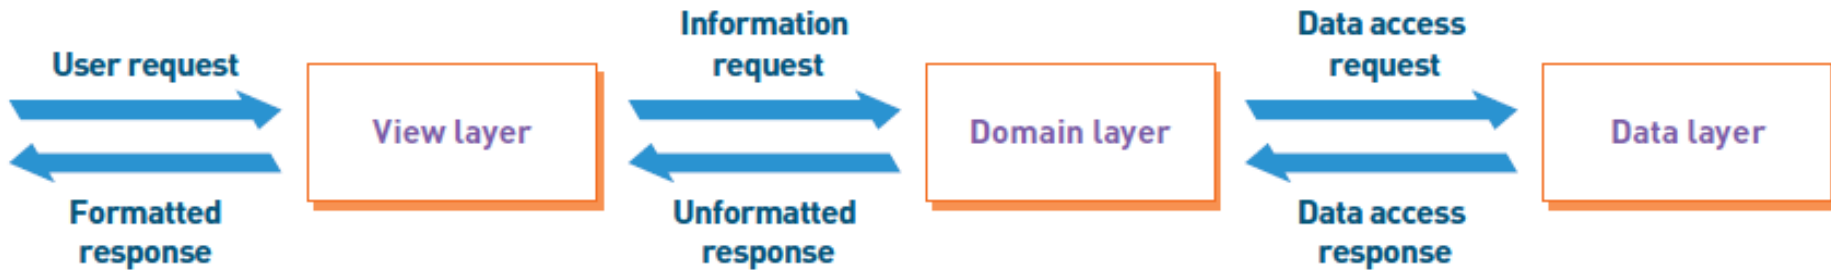 User request
Formatted
response
View layer
Information
request
Unformatted
response
Domain layer
Data access
request
Data access
response
Data layer